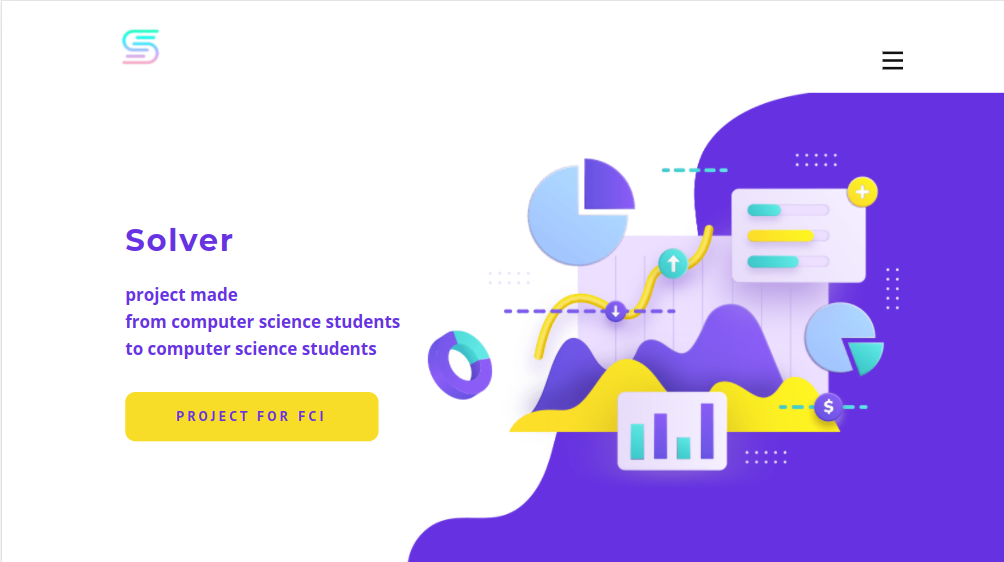 Solver
project made
from computer science students
to computer science students
PROJECT FOR FCI
$